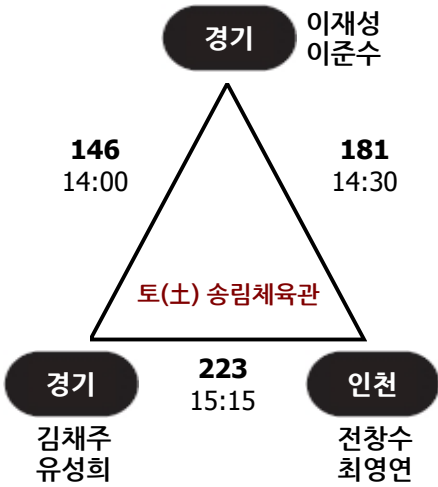 경기
이재성
이준수
146
14:00
181
14:30
토(土) 송림체육관
223
15:15
경기
김채주
유성희
인천
전창수
최영연